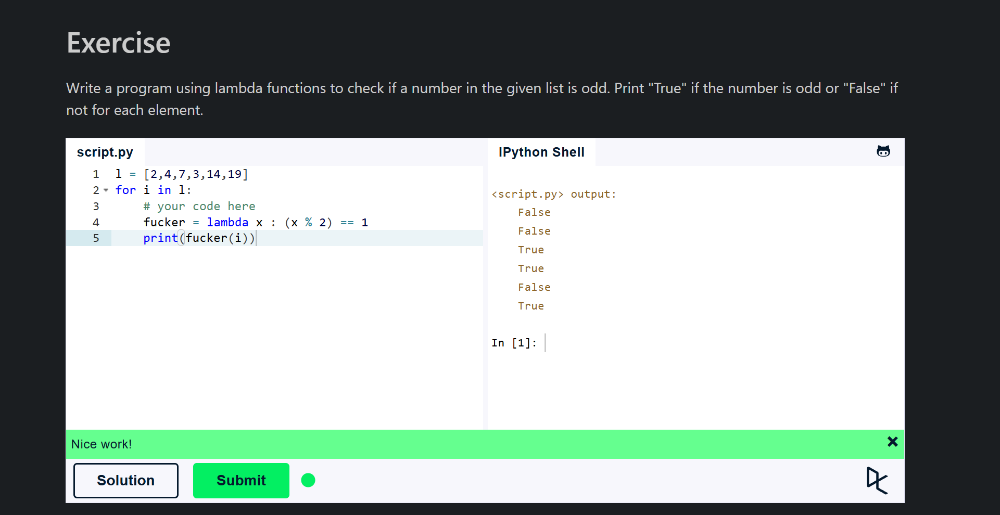 Exercise
Write a program using lambda functions to check if a number in the given list is odd. Print "True" if the number is odd or "False" if
not for each element.
script.py
IPython Shell
1 l = [2,4,7,3,14,19]
2 for i in l:
3     # your code here
4     fucker = lambda x : (x % 2) == 1
5     print(fucker(i))
<script.py> output:
    False
    False
    True
    True
    False
    True
In [1]:
Nice work!
Solution
Submit